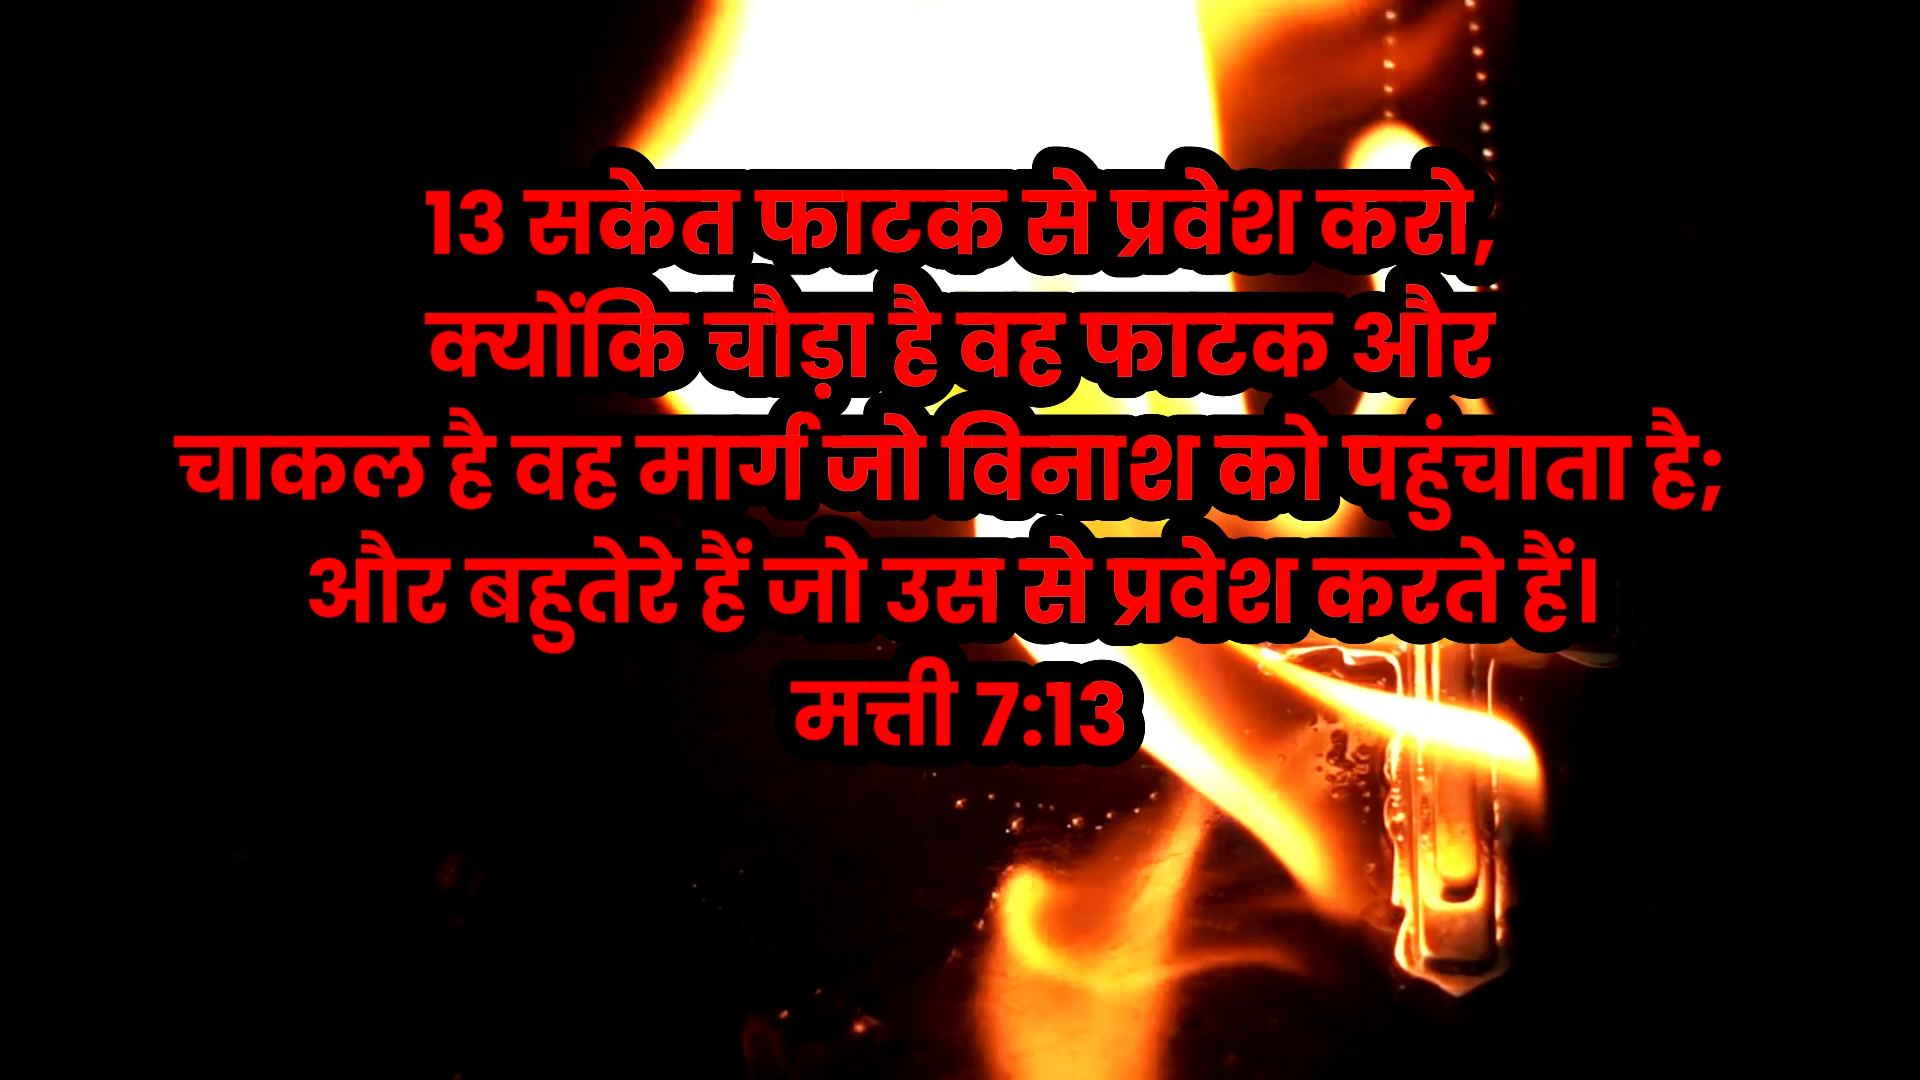 13 सकेत फाटक से प्रवेश करो,
क्योंकि चौड़ा है वह फाटक और
चाकल है वह मार्ग जो विनाश को पहुंचाता है;
और बहुतेरे हैं जो उस से प्रवेश करते हैं।
मत्ती 7:13